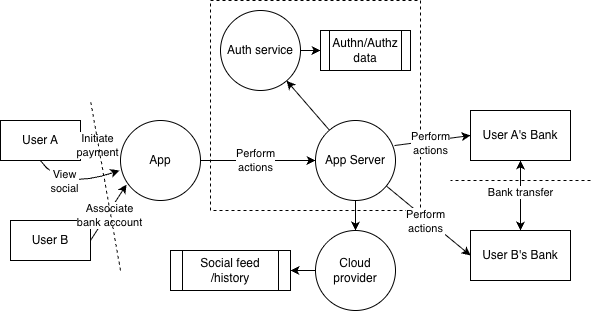 Auth service
Authn/Authz
data
User A
Initiate
payment
App
Perform
actions
App Server
Perform
actions
User A's Bank
View
social
Associate
bank account
Bank transfer
User B
Perform
actions
User B's Bank
Social feed
/history
Cloud
provider